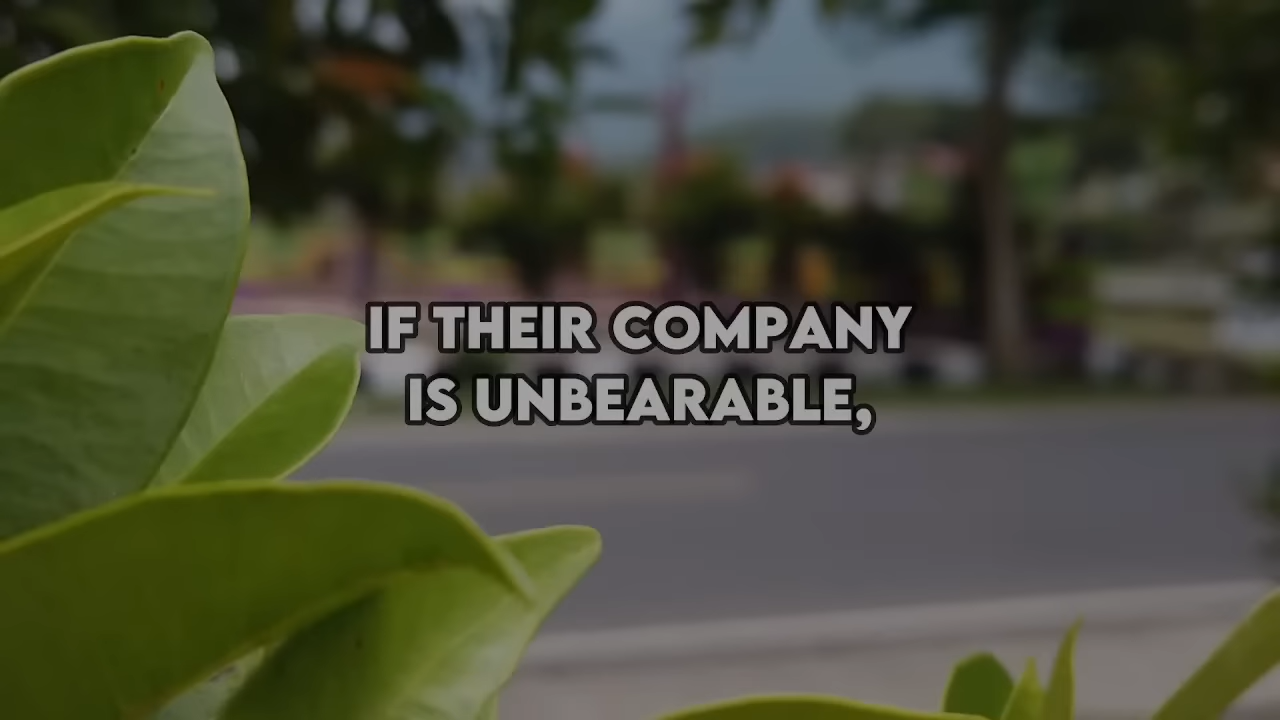 IF THEIR COMPANY
IS UNBEARABLE,